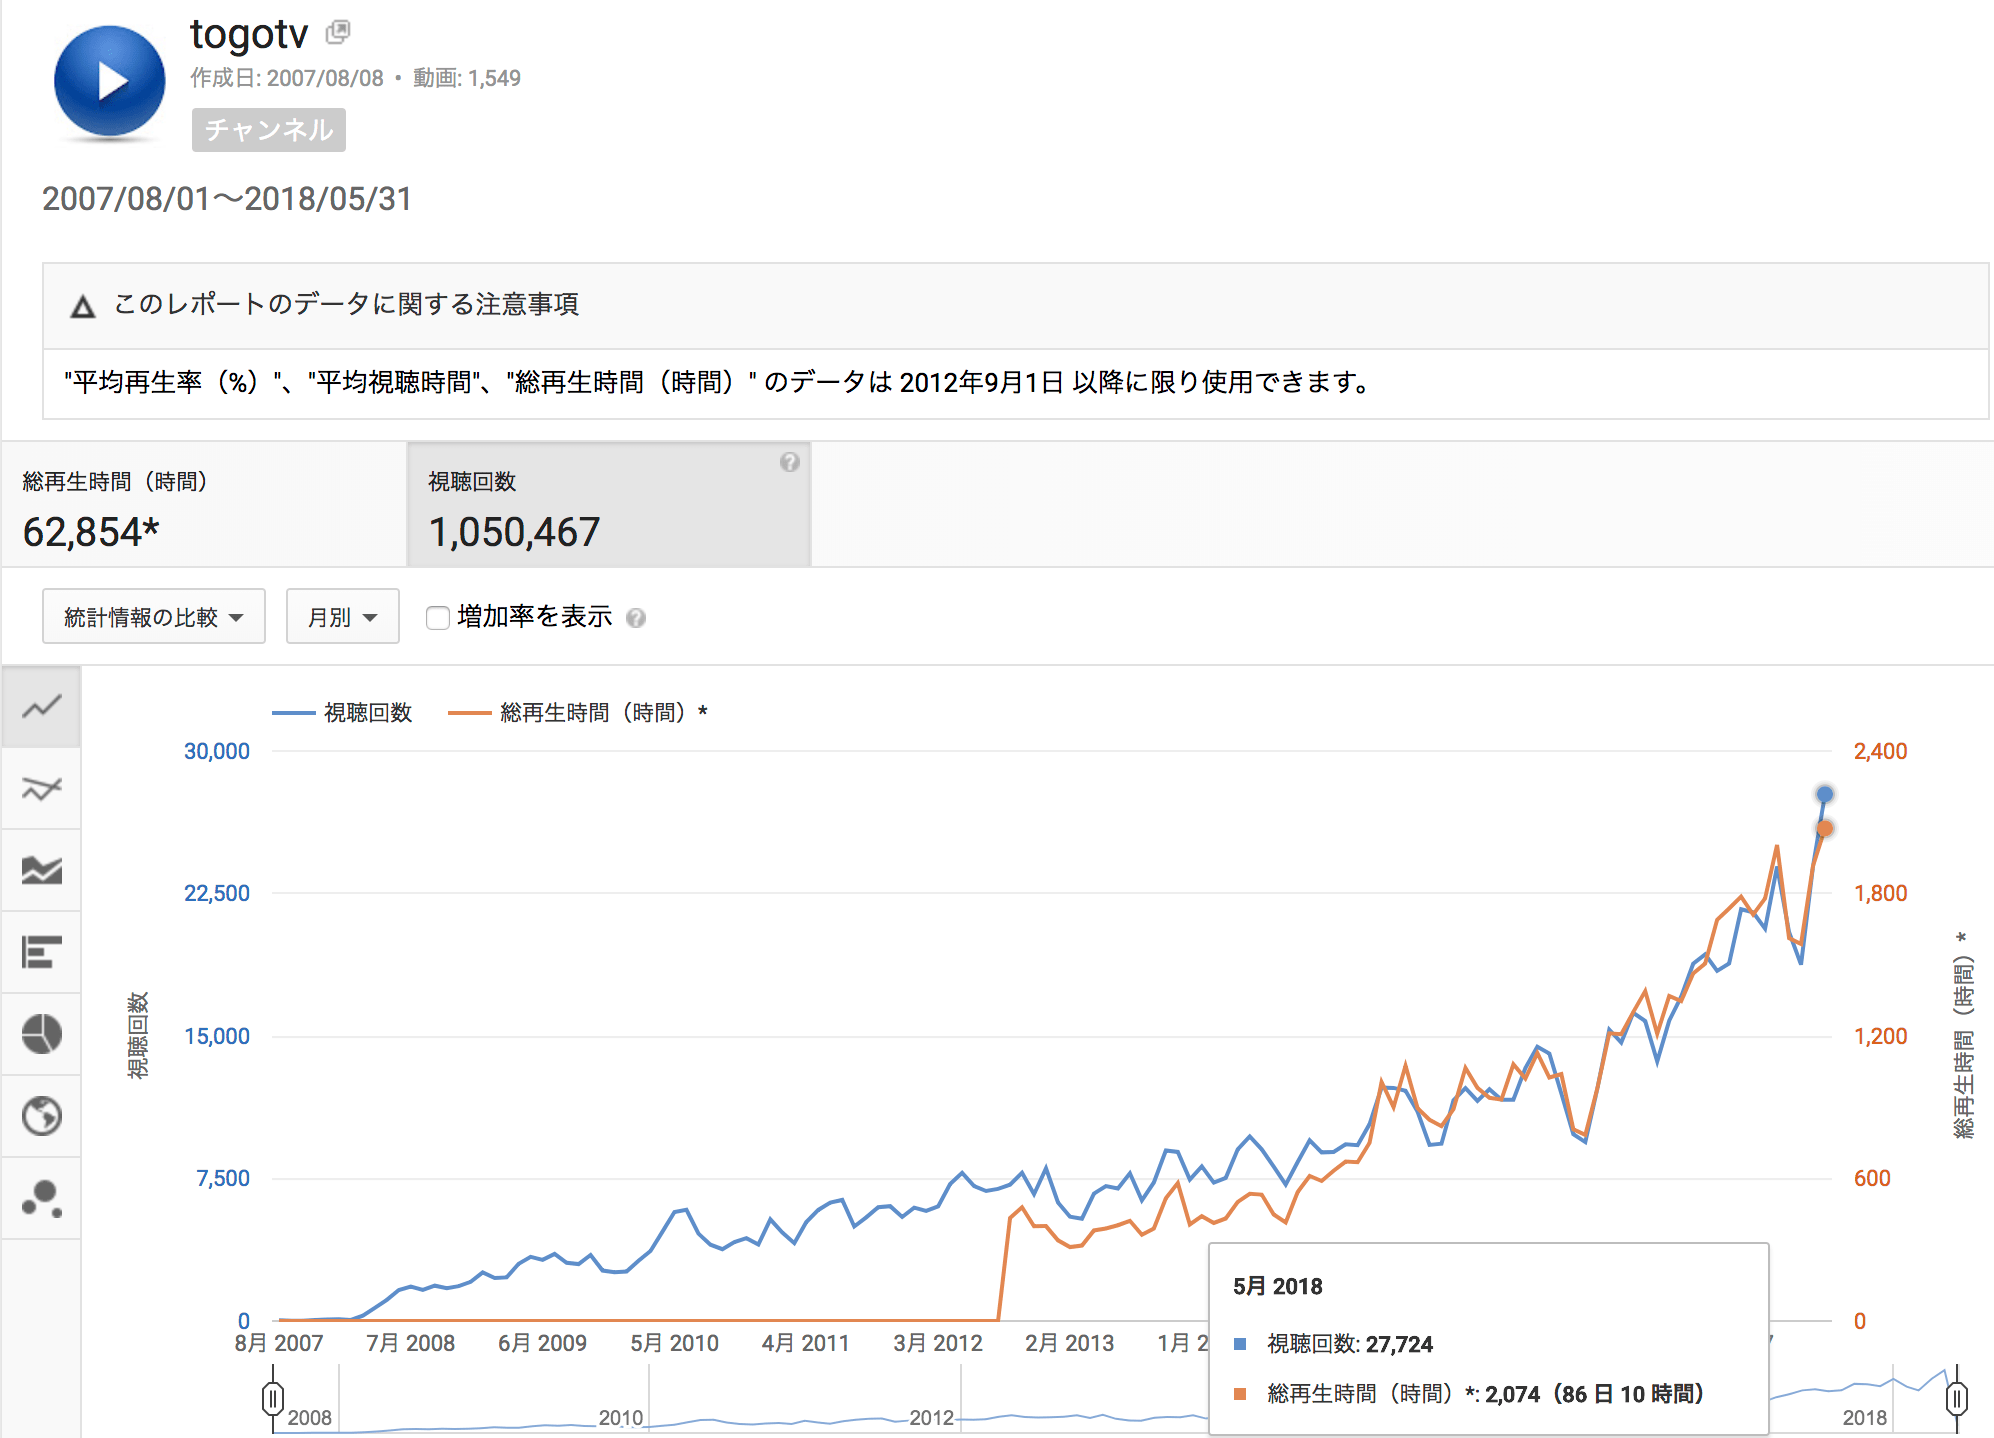 togotv
作成日: 2007/08/08 • 動画: 1,549
チャンネル
2007/08/01～2018/05/31
このレポートのデータに関する注意事項
"平均再生率（%）"、"平均視聴時間"、"総再生時間（時間）" のデータは 2012年9月1日 以降に限り使用できます。
総再生時間（時間）
62,854*
視聴回数
?
1,050,467
統計情報の比較
月別
増加率を表示
?
視聴回数
総再生時間（時間）*
30,000
22,500
15,000
7,500
0
視聴回数
2,400
1,800
1,200
600
0
総再生時間（時間）*
8月 2007
7月 2008
6月 2009
5月 2010
4月 2011
3月 2012
2月 2013
1月 2
5月 2018
視聴回数: 27,724
総再生時間（時間）*: 2,074（86 日 10 時間）
2008
2010
2012
2018